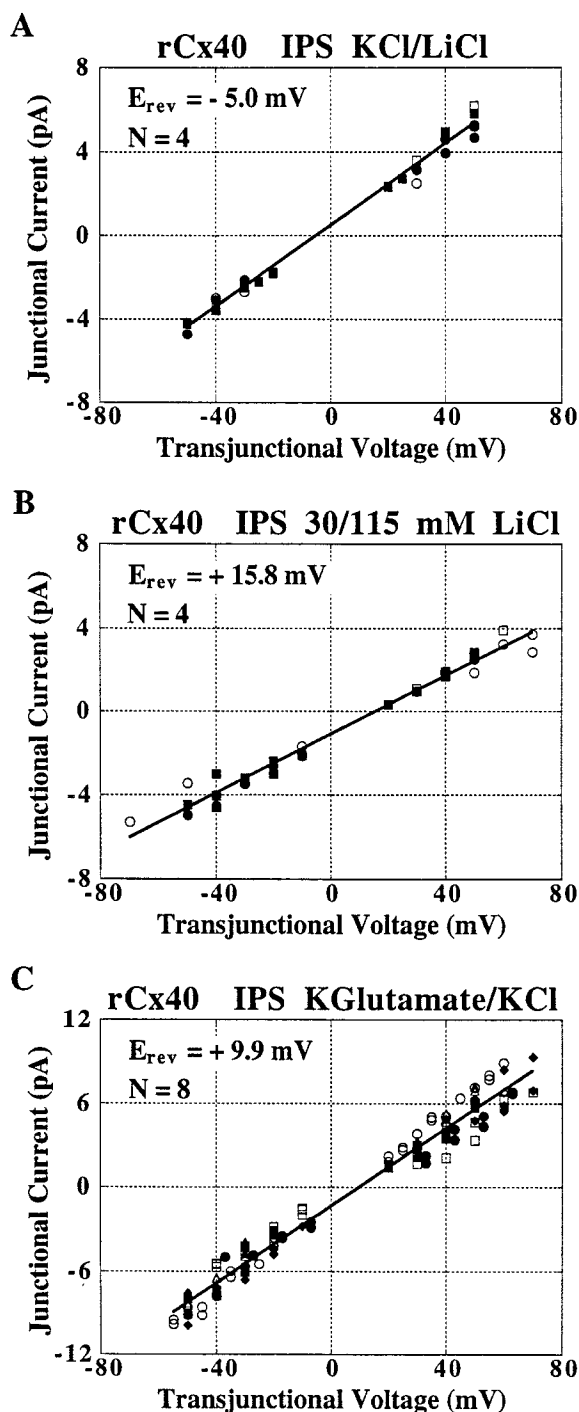 A
rCx40 IPS KCl/LiCl
E rev = - 5.0 mV
N = 4
Junctional Current (pA)
8
4
0
-4
-8
-80 -40 0 40 80
Transjunctional Voltage (mV)
B
rCx40 IPS 30/115 mM LiCl
E rev = + 15.8 mV
N = 4
Junctional Current (pA)
8
4
0
-4
-8
-80 -40 0 40 80
Transjunctional Voltage (mV)
C
rCx40 IPS KGlutamate/KCl
E rev = + 9.9 mV
N = 8
Junctional Current (pA)
12
6
0
-6
-12
-80 -40 0 40 80
Transjunctional Voltage (mV)